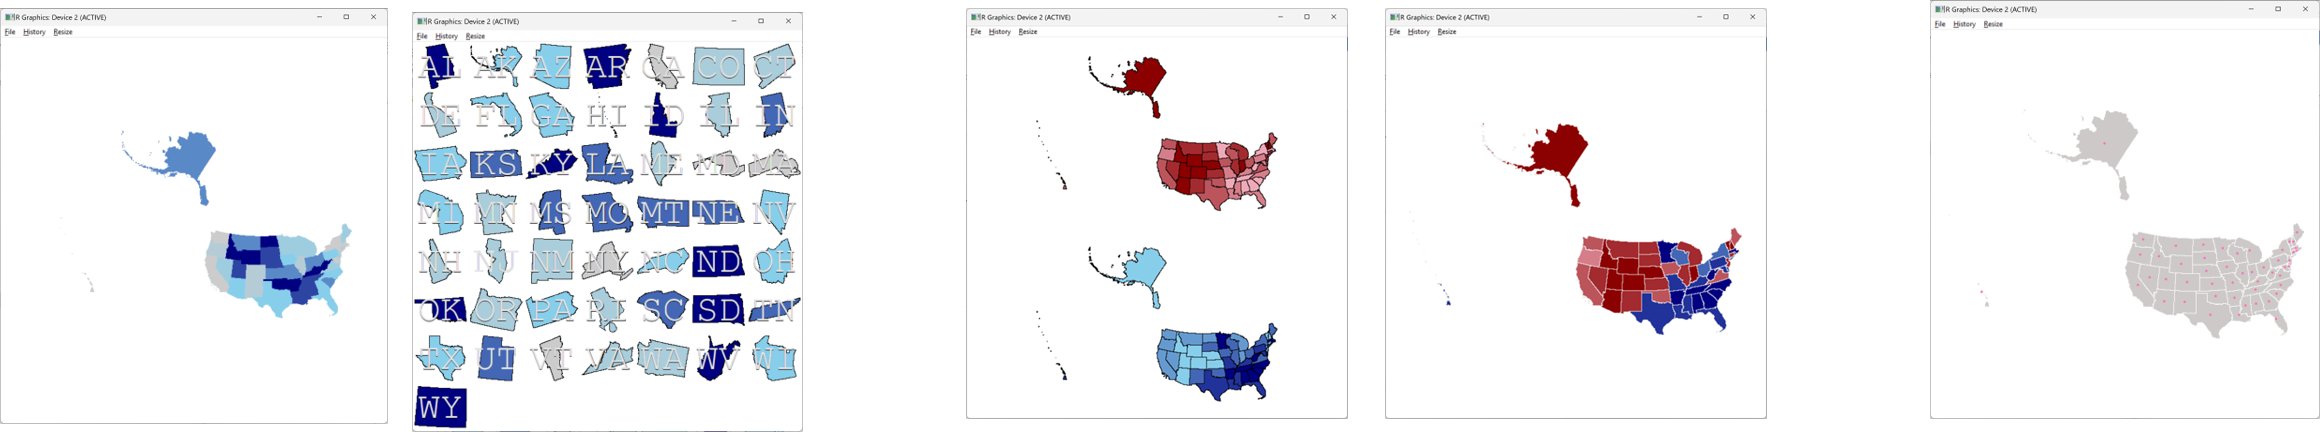 R Graphics: Device 2 (ACTIVE)
File History Resize
R Graphics: Device 2 (ACTIVE)
File History Resize
AL AK AZ AR CA CO CT
DE FL GA HI ID IL IN
IA KS KY LA ME MD MA
MI MN MS MO MT NE NV
NH NJ NM NY NC ND OH
OK OR PA RI SC SD TN
TX UT VT VA WA WV WI
WY
R Graphics: Device 2 (ACTIVE)
File History Resize
R Graphics: Device 2 (ACTIVE)
File History Resize
R Graphics: Device 2 (ACTIVE)
File History Resize